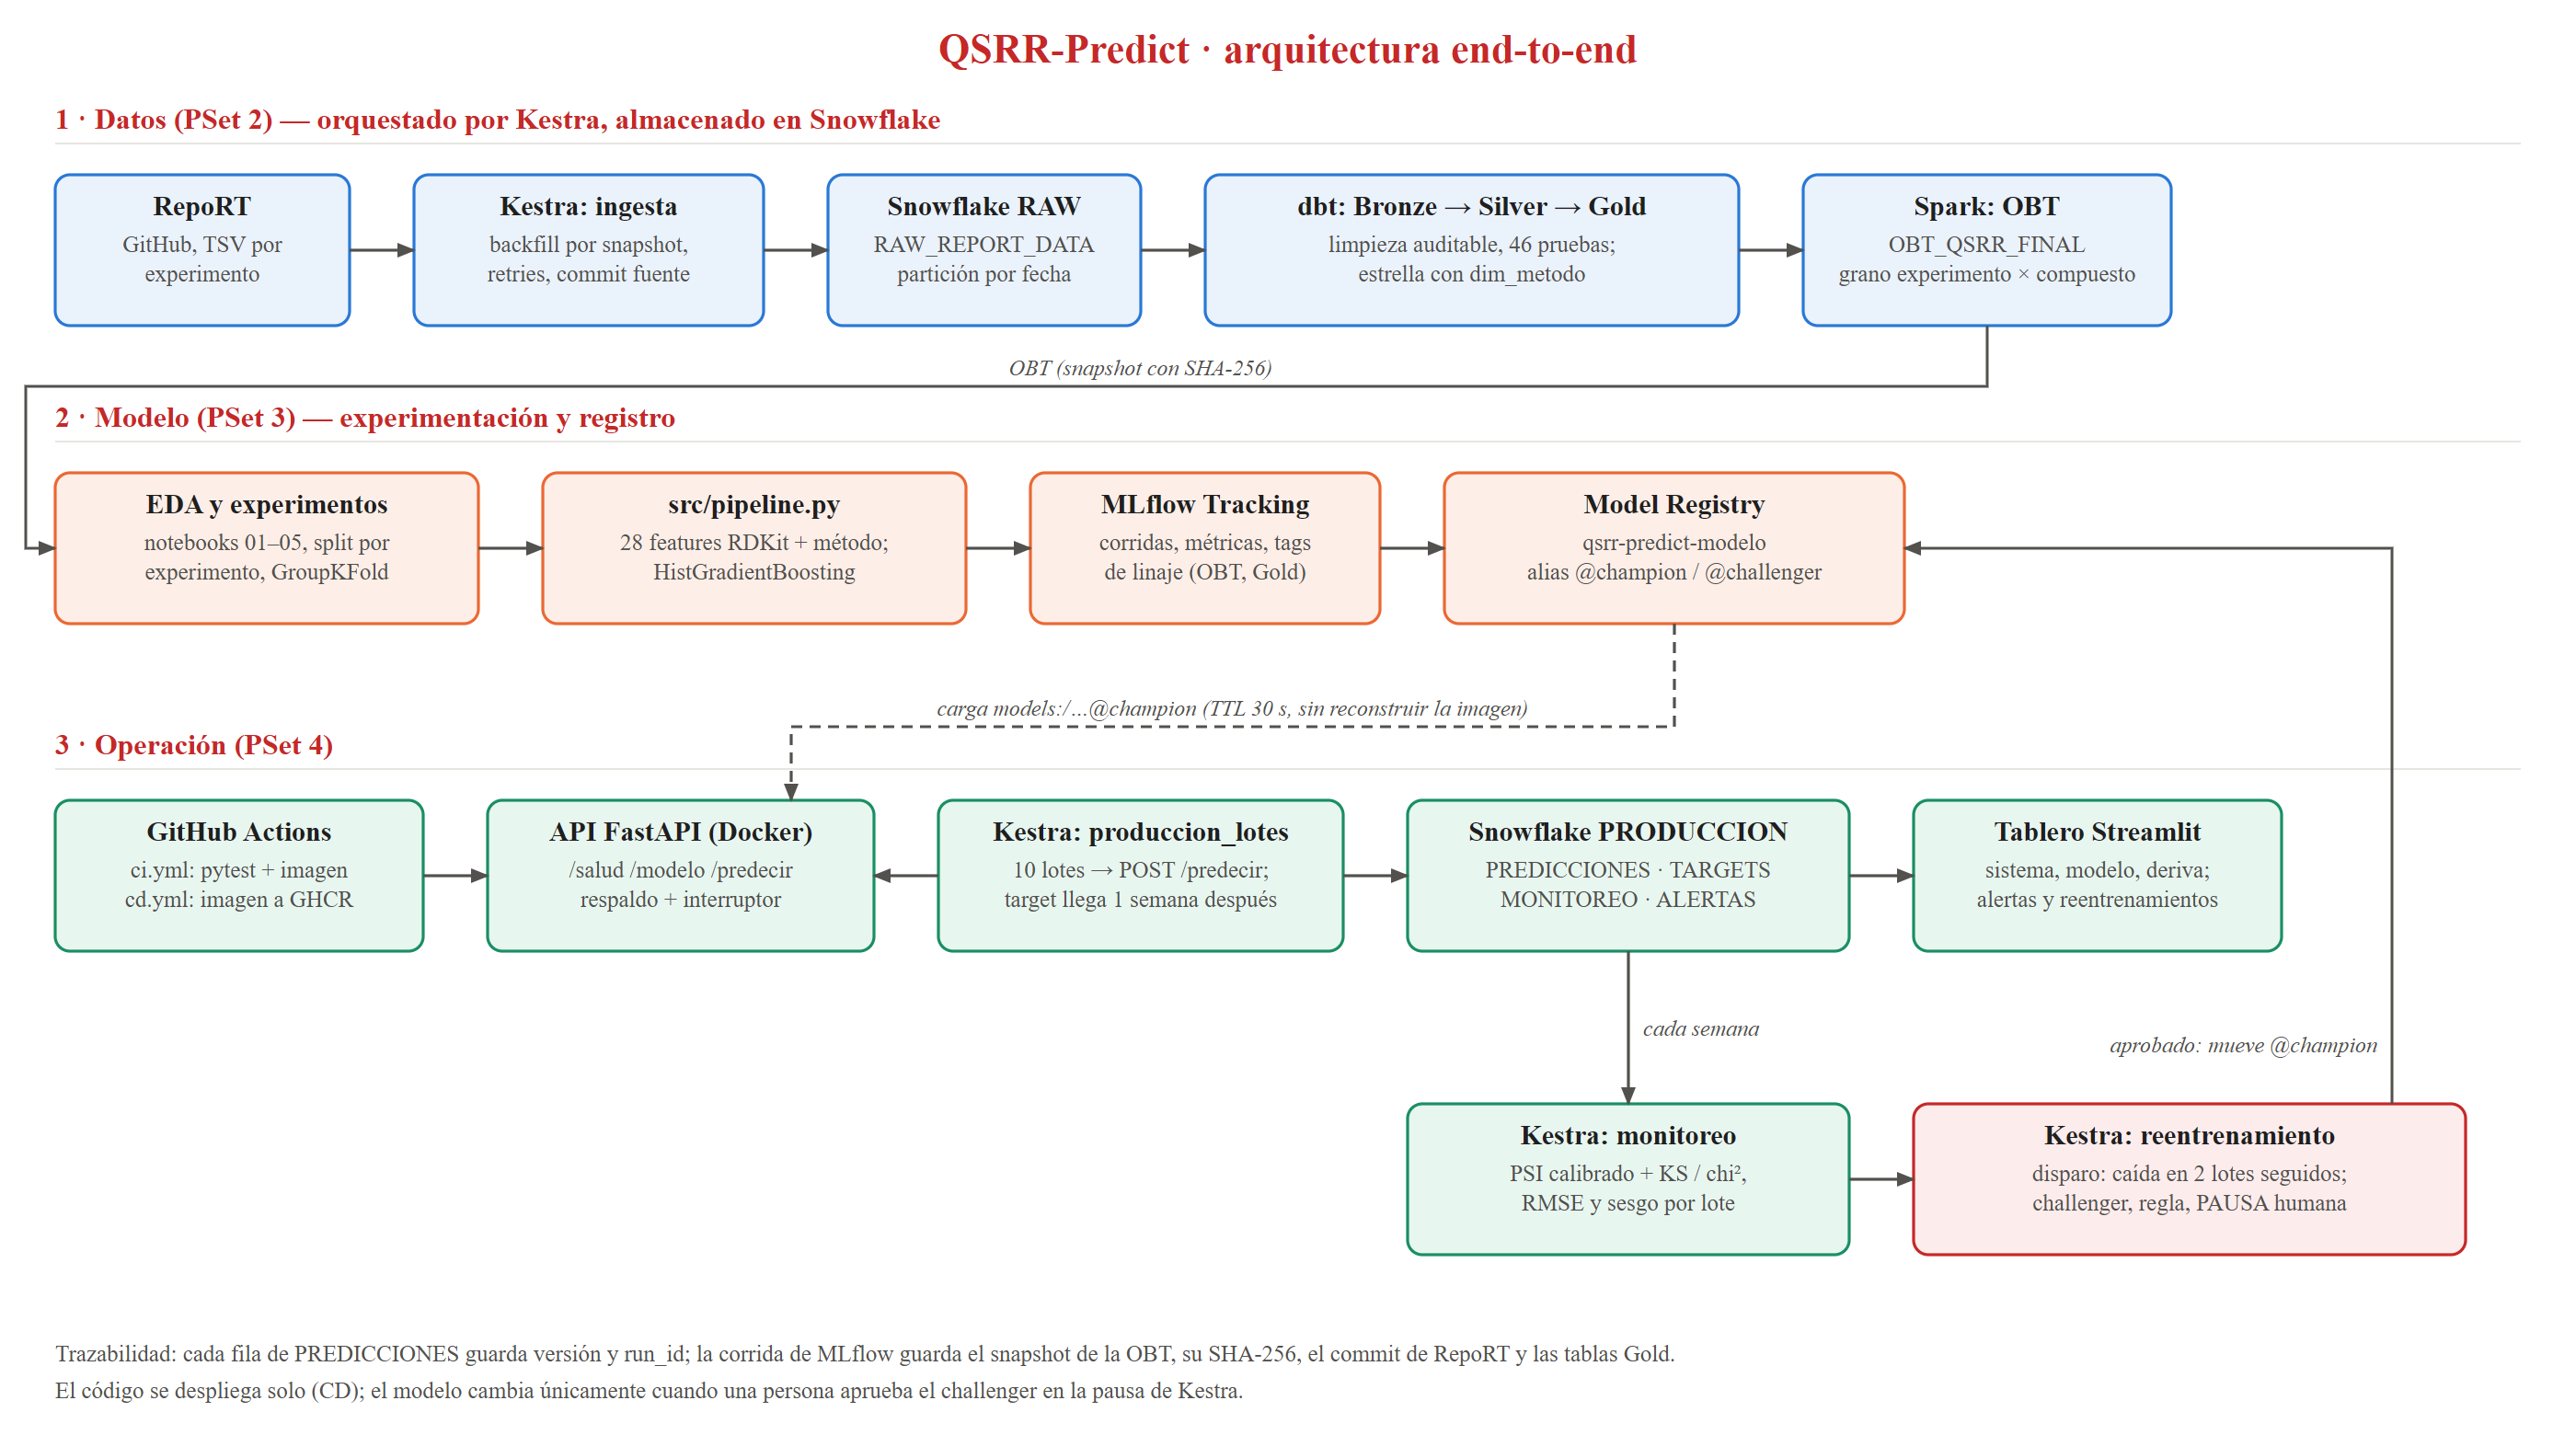 QSRR-Predict · arquitectura end-to-end
1 · Datos (PSet 2) — orquestado por Kestra, almacenado en Snowflake
RepoRT
GitHub, TSV por
experimento
Kestra: ingesta
backfill por snapshot,
retries, commit fuente
Snowflake RAW
RAW_REPORT_DATA
partición por fecha
dbt: Bronze → Silver → Gold
limpieza auditable, 46 pruebas;
estrella con dim_metodo
Spark: OBT
OBT_QSRR_FINAL
grano experimento × compuesto
OBT (snapshot con SHA-256)
2 · Modelo (PSet 3) — experimentación y registro
EDA y experimentos
notebooks 01–05, split por
experimento, GroupKFold
src/pipeline.py
28 features RDKit + método;
HistGradientBoosting
MLflow Tracking
corridas, métricas, tags
de linaje (OBT, Gold)
Model Registry
qsrr-predict-modelo
alias @champion / @challenger
carga models:/…@champion (TTL 30 s, sin reconstruir la imagen)
3 · Operación (PSet 4)
GitHub Actions
ci.yml: pytest + imagen
cd.yml: imagen a GHCR
API FastAPI (Docker)
/salud /modelo /predecir
respaldo + interruptor
Kestra: produccion_lotes
10 lotes → POST /predecir;
target llega 1 semana después
Snowflake PRODUCCION
PREDICCIONES · TARGETS
MONITOREO · ALERTAS
Tablero Streamlit
sistema, modelo, deriva;
alertas y reentrenamientos
cada semana
aprobado: mueve @champion
Kestra: monitoreo
PSI calibrado + KS / chi²,
RMSE y sesgo por lote
Kestra: reentrenamiento
disparo: caída en 2 lotes seguidos;
challenger, regla, PAUSA humana
Trazabilidad: cada fila de PREDICCIONES guarda versión y run_id; la corrida de MLflow guarda el snapshot de la OBT, su SHA-256, el commit de RepoRT y las tablas Gold.
El código se despliega solo (CD); el modelo cambia únicamente cuando una persona aprueba el challenger en la pausa de Kestra.